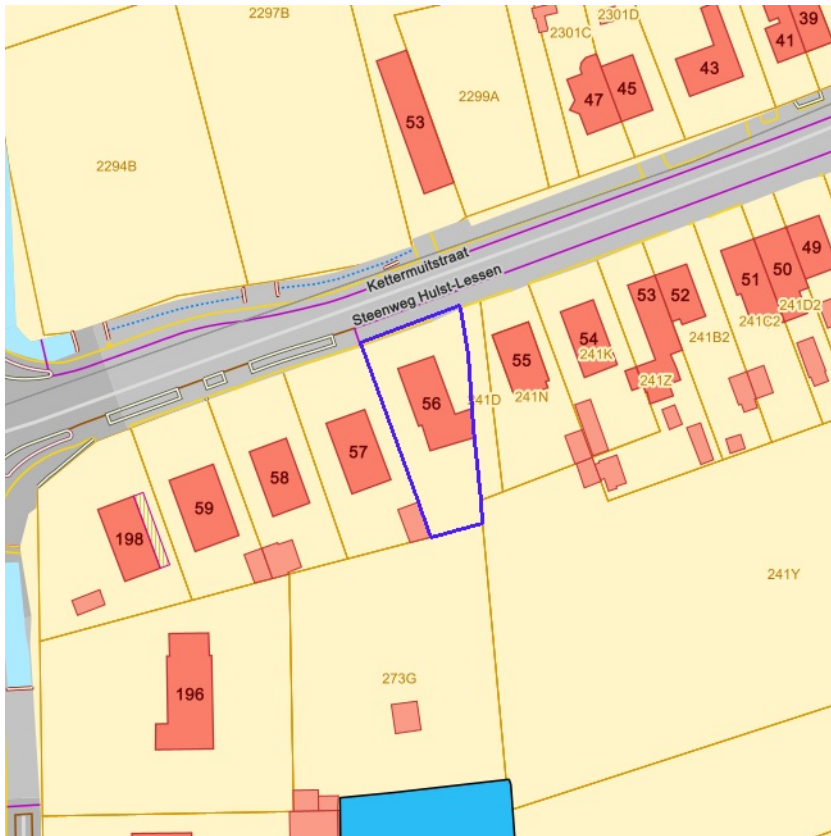 2297B
2301C
2301D
39
41
43
45
47
2299A
53
2294B
Kettermuitstraat
Steenweg Hulst-Lessen
49
50
51
52
53
241D2
241C2
241B2
54
241K
241Z
55
241N
41D
56
57
58
59
198
241Y
273G
196